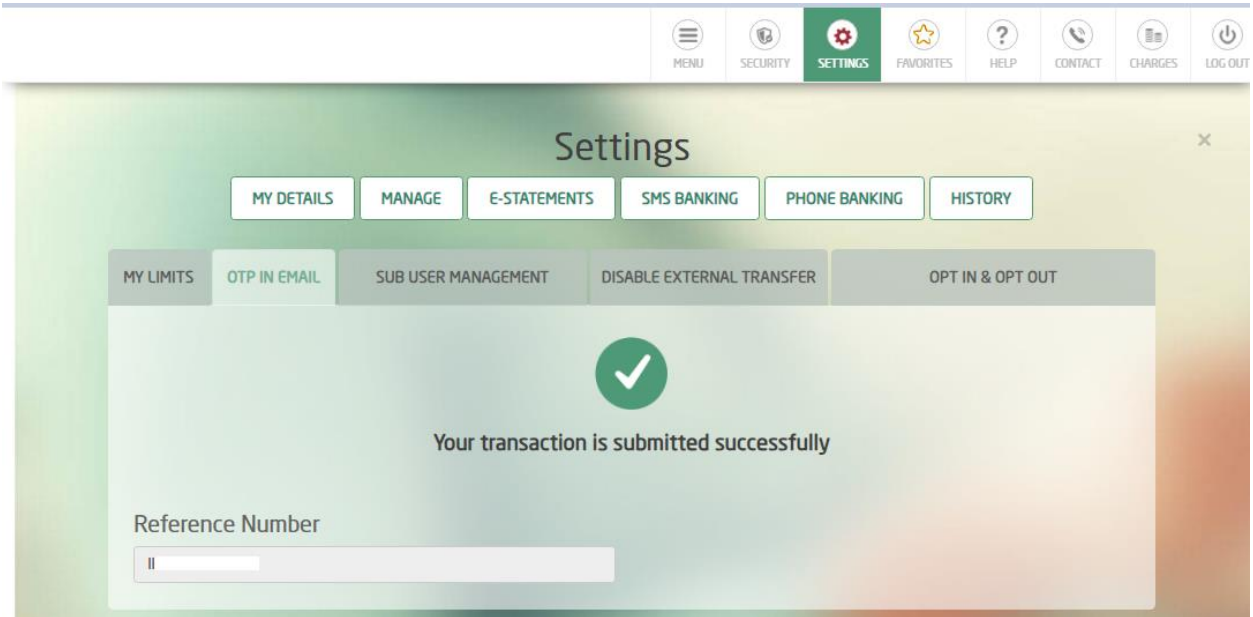 MENU SECURITY SETTINGS FAVORITES HELP CONTACT CHARGES LOG OUT
Settings
MY DETAILS MANAGE E-STATEMENTS SMS BANKING PHONE BANKING HISTORY
MY LIMITS OTP IN EMAIL SUB USER MANAGEMENT DISABLE EXTERNAL TRANSFER OPT IN & OPT OUT
Your transaction is submitted successfully
Reference Number